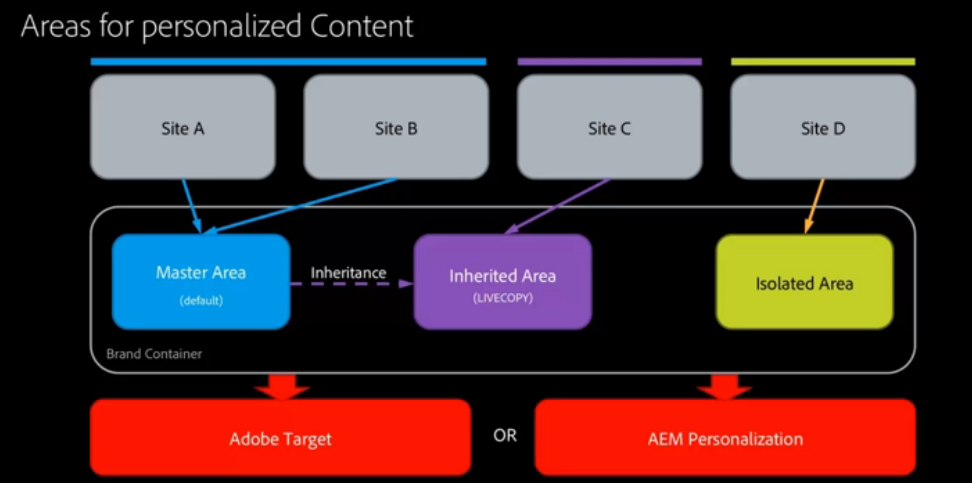 Areas for personalized Content
Site A
Site B
Site C
Site D
Master Area
(default)
Inheritance
Inherited Area
(LIVECOPY)
Isolated Area
Brand Container
Adobe Target
OR
AEM Personalization